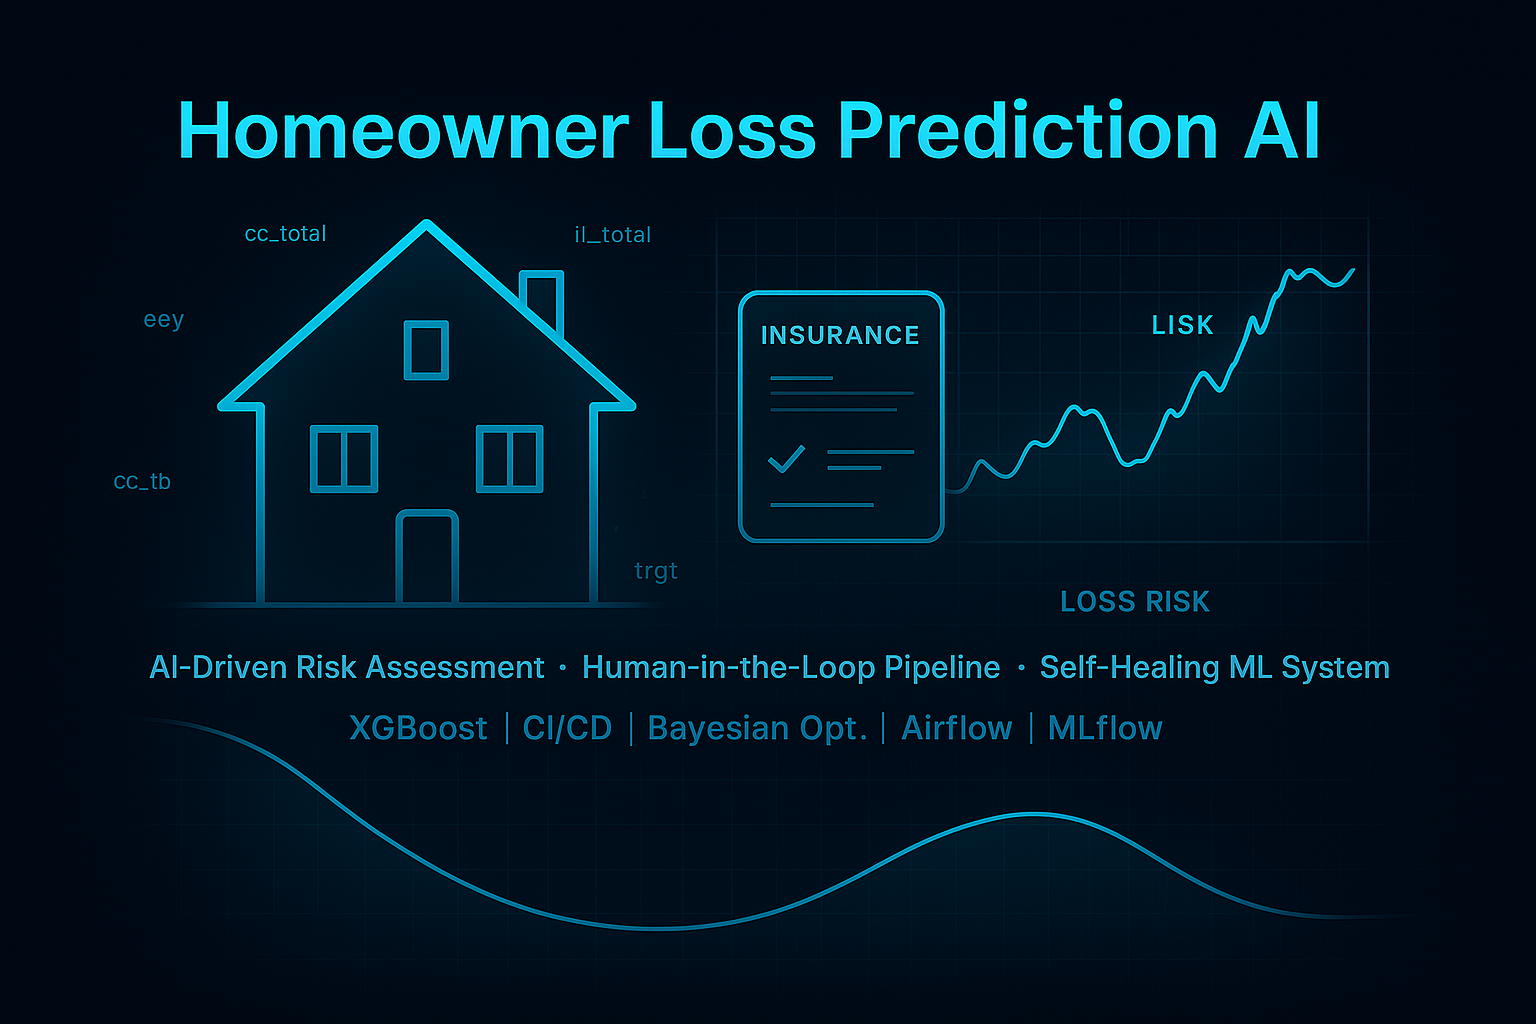 Homeowner Loss Prediction AI
cc_total
il_total
eey
cc_tb
trgt
INSURANCE
LISK
LOSS RISK
AI-Driven Risk Assessment · Human-in-the-Loop Pipeline · Self-Healing ML System
XGBoost | CI/CD | Bayesian Opt. | Airflow | MLflow